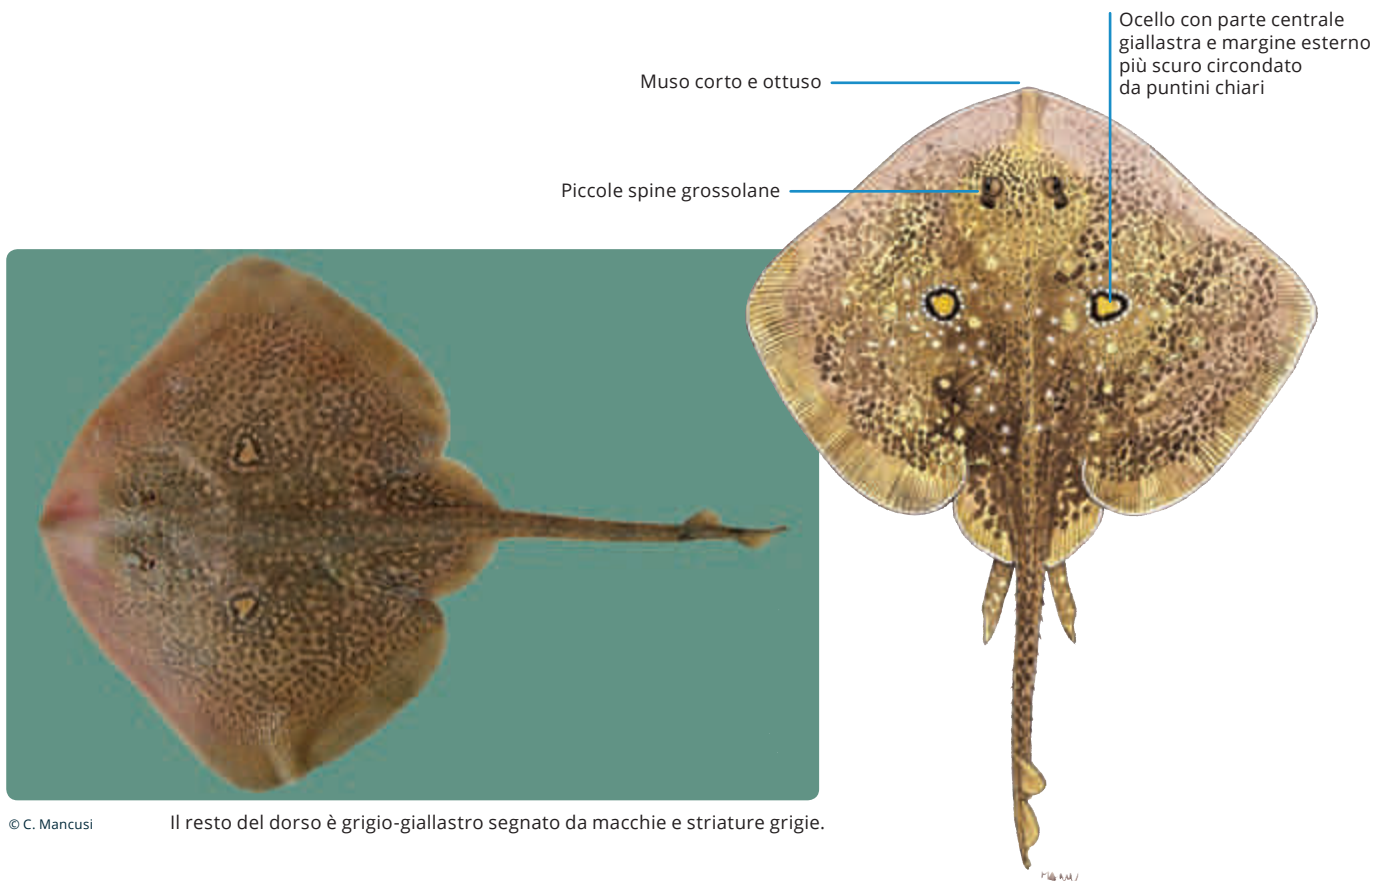 Ocello con parte centrale
giallastra e margine esterno
più scuro circondato
da puntini chiari
Muso corto e ottuso
Piccole spine grossolane
© C. Mancusi
Il resto del dorso è grigio-giallastro segnato da macchie e striature grigie.